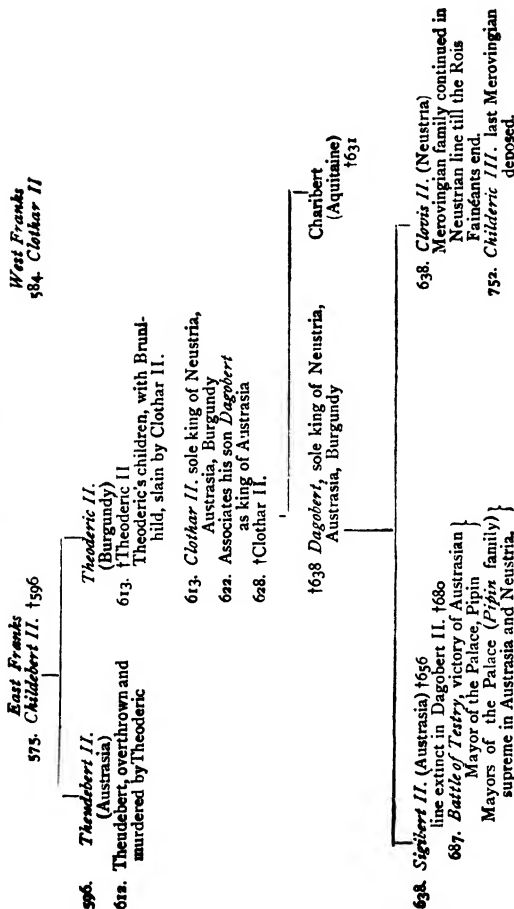 East Franks
575. Childebert II. †596
West Franks
584. Clothar II
596. Theudebert II.
(Austrasia)
612. Theudebert, overthrown and
murdered by Theoderic
Theoderic II.
(Burgundy)
613. †Theoderic II
Theoderic's children, with Bruni-
hild, slain by Clothar II.
613. Clothar II. sole king of Neustria,
Austrasia, Burgundy
622. Associates his son Dagobert
as king of Austrasia
628. †Clothar II.
†638 Dagobert, sole king of Neustria,
Austrasia, Burgundy
Charibert
(Aquitaine)
†631
638. Sigibert II. (Austrasia) †656
line extinct in Dagobert II. †680
687. Battle of Testry, victory of Austrasian }
Mayor of the Palace, Pipin
Mayors of the Palace (Pipin family) }
supreme in Austrasia and Neustria. }
638. Clovis II. (Neustria)
Merovingian family continued in
Neustrian line till the Rois
Fainéants end.
752. Childeric III. last Merovingian
deposed.